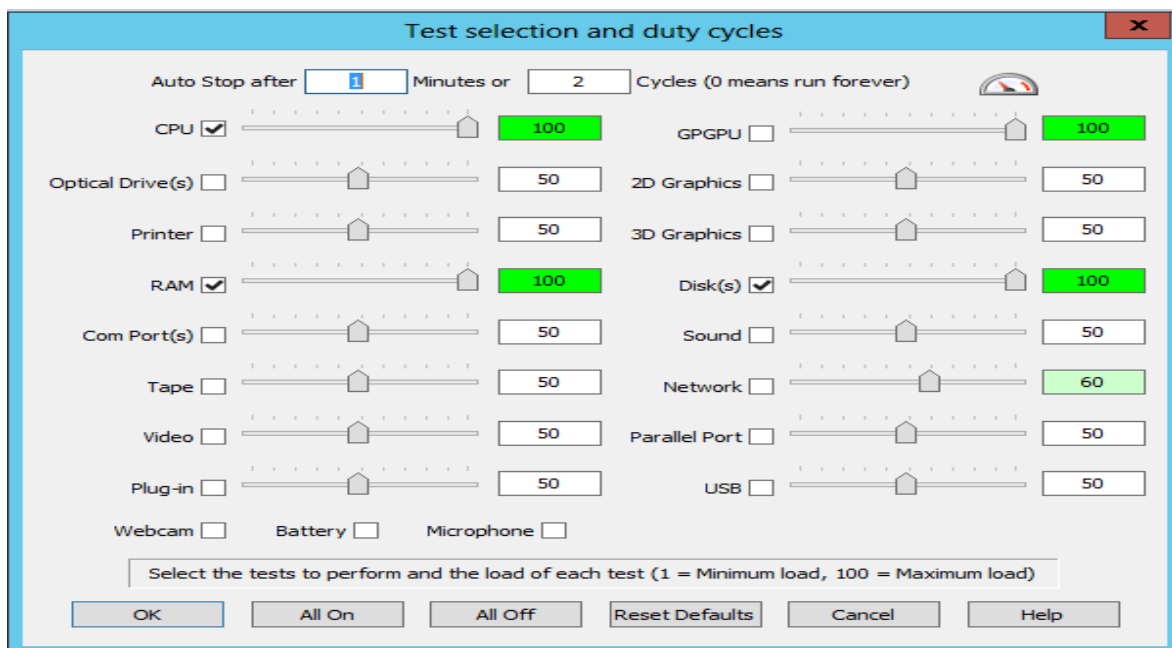 Test selection and duty cycles
x
Auto Stop after 1 Minutes or 2 Cycles (0 means run forever)
CPU 100 GPGPU 100
Optical Drive(s) 50 2D Graphics 50
Printer 50 3D Graphics 50
RAM 100 Disk(s) 100
Com Port(s) 50 Sound 50
Tape 50 Network 60
Video 50 Parallel Port 50
Plug-in 50 USB 50
Webcam Battery Microphone
Select the tests to perform and the load of each test (1 = Minimum load, 100 = Maximum load)
OK All On All Off Reset Defaults Cancel Help